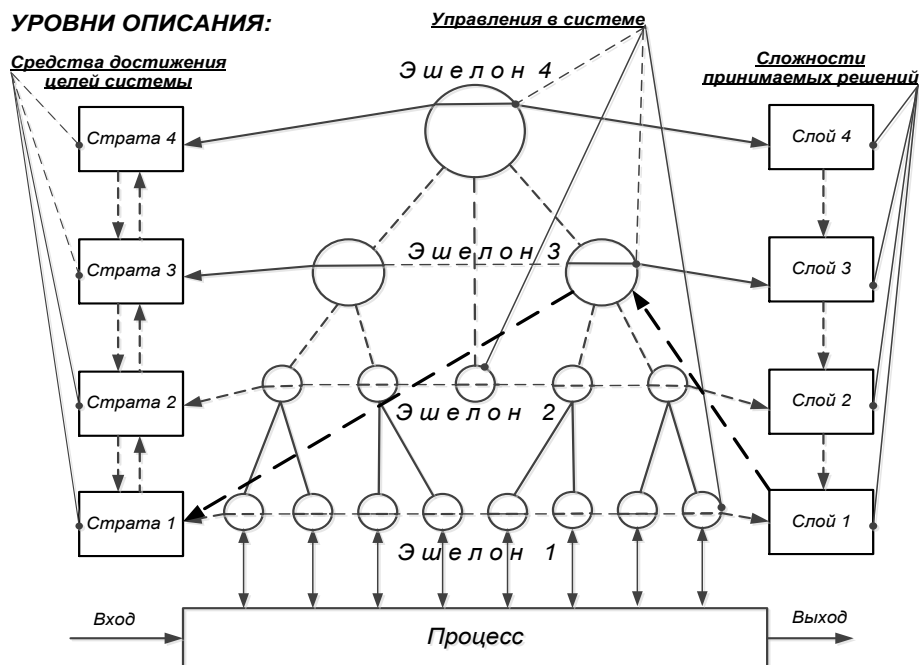 УРОВНИ ОПИСАНИЯ:
Управления в системе
Средства достижения
целей системы
Сложности
принимаемых решений
Эшелон 4
Страта 4
Слой 4
Страта 3
Эшелон 3
Слой 3
Страта 2
Эшелон 2
Слой 2
Страта 1
Слой 1
Эшелон 1
Вход
Процесс
Выход